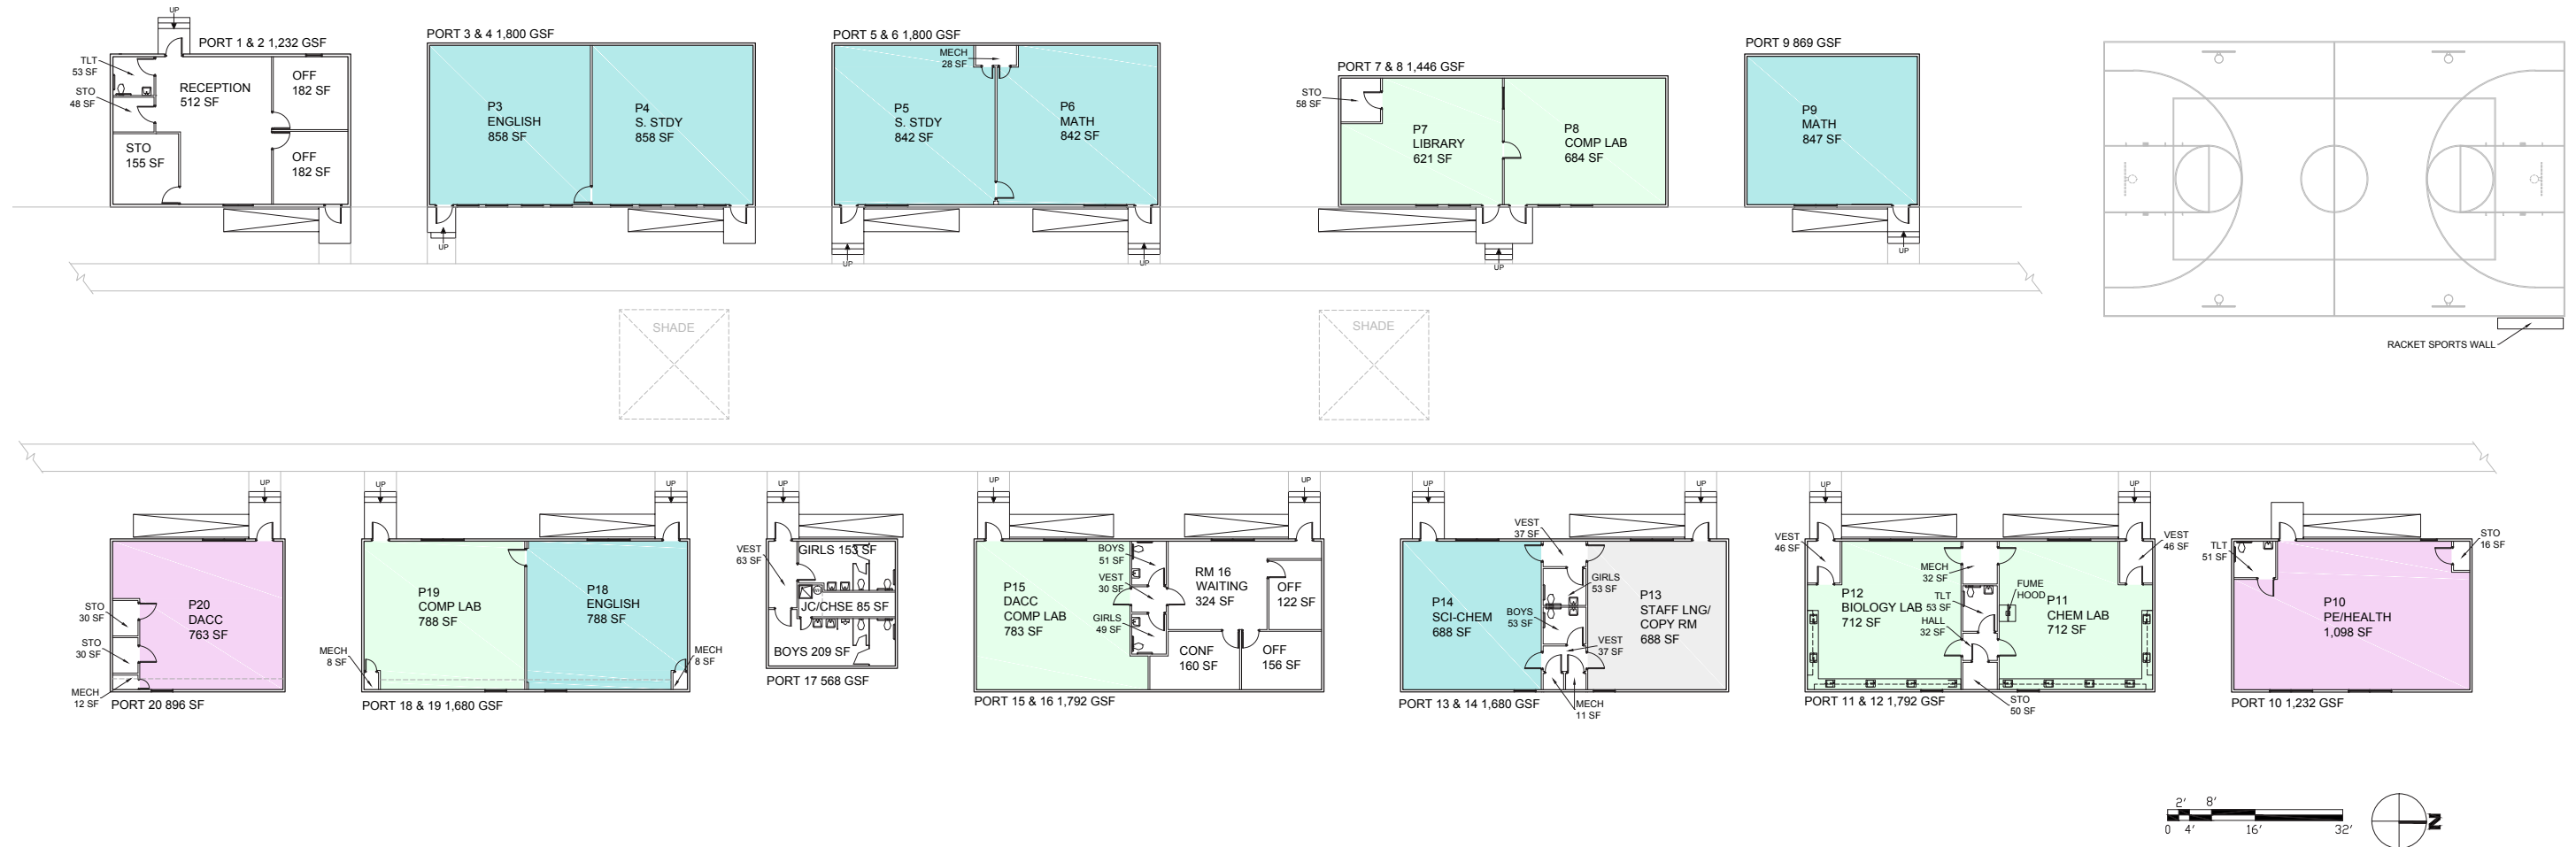 UP
PORT 1 & 2 1,232 GSF
TLT
53 SF
STO
48 SF
RECEPTION
512 SF
OFF
182 SF
STO
155 SF
OFF
182 SF
PORT 3 & 4 1,800 GSF
P3
ENGLISH
858 SF
P4
S. STDY
858 SF
UP
PORT 5 & 6 1,800 GSF
MECH
28 SF
P5
S. STDY
842 SF
P6
MATH
842 SF
UP
UP
PORT 7 & 8 1,446 GSF
STO
58 SF
P7
LIBRARY
621 SF
P8
COMP LAB
684 SF
UP
PORT 9 869 GSF
P9
MATH
847 SF
UP
RACKET SPORTS WALL
SHADE
SHADE
UP
STO
30 SF
STO
30 SF
MECH
12 SF
P20
DACC
763 SF
PORT 20 896 SF
UP
UP
P19
COMP LAB
788 SF
P18
ENGLISH
788 SF
MECH
8 SF
MECH
8 SF
PORT 18 & 19 1,680 GSF
UP
VEST
63 SF
GIRLS 153 SF
JC/CHSE 85 SF
BOYS 209 SF
PORT 17 568 GSF
UP
UP
P15
DACC
COMP LAB
783 SF
BOYS
51 SF
VEST
30 SF
GIRLS
49 SF
RM 16
WAITING
324 SF
OFF
122 SF
CONF
160 SF
OFF
156 SF
PORT 15 & 16 1,792 GSF
UP
UP
VEST
37 SF
P14
SCI-CHEM
688 SF
GIRLS
53 SF
BOYS
53 SF
VEST
37 SF
P13
STAFF LNG/
COPY RM
688 SF
MECH
11 SF
PORT 13 & 14 1,680 GSF
UP
UP
VEST
46 SF
VEST
46 SF
P12
BIOLOGY LAB
712 SF
MECH
32 SF
TLT
53 SF
HALL
32 SF
FUME
HOOD
P11
CHEM LAB
712 SF
STO
50 SF
PORT 11 & 12 1,792 GSF
TLT
51 SF
STO
16 SF
P10
PE/HEALTH
1,098 SF
PORT 10 1,232 GSF
2' 8'
0 4' 16' 32'
N